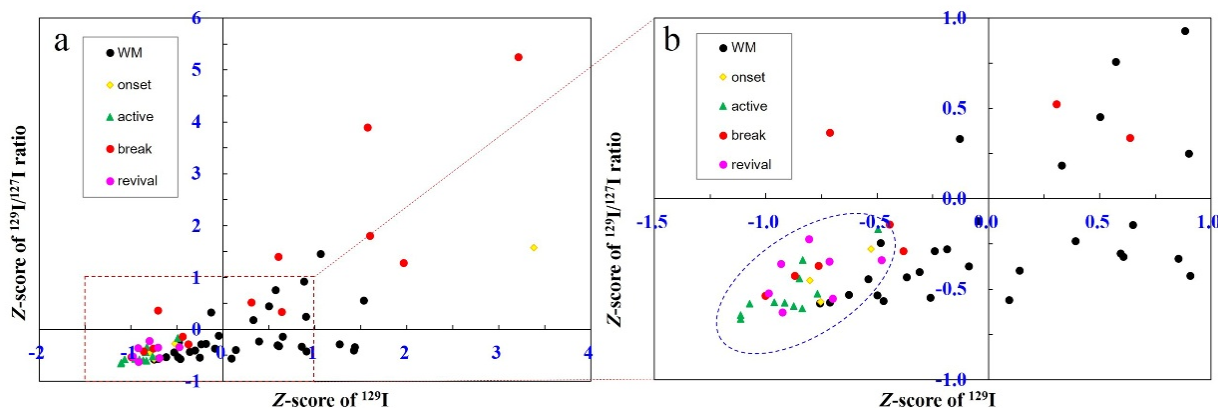 a
6
5
4
3
2
1
0
-1
-2
-1
0
1
2
3
4
WM
onset
active
break
revival
Z-score of ¹²⁹I/¹²⁷I ratio
Z-score of ¹²⁹I
b
1.0
0.5
0.0
-0.5
-1.0
-1.5
-1.0
-0.5
0.0
0.5
1.0
WM
onset
active
break
revival
Z-score of ¹²⁹I/¹²⁷I ratio
Z-score of ¹²⁹I